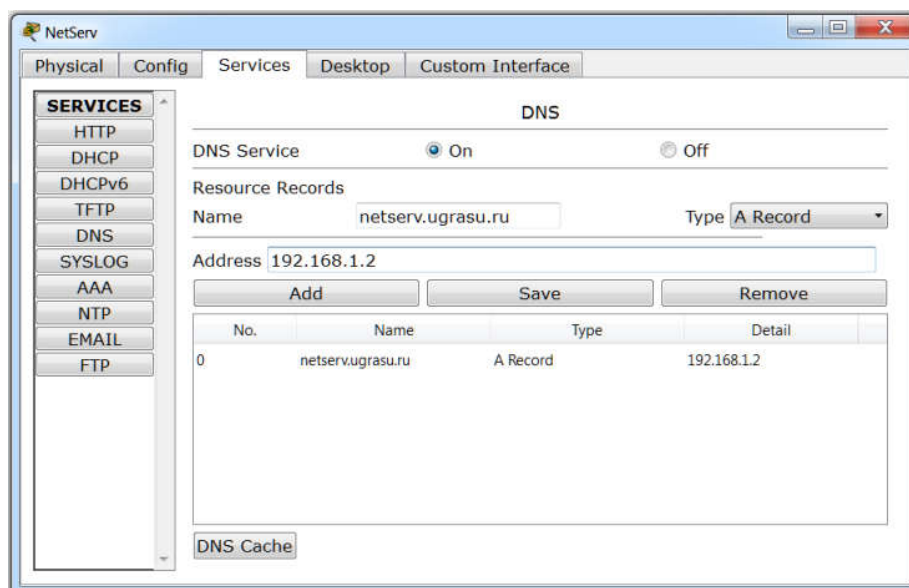 NetServ
Physical Config Services Desktop Custom Interface
SERVICES
HTTP
DHCP
DHCPv6
TFTP
DNS
SYSLOG
AAA
NTP
EMAIL
FTP
DNS
DNS Service On Off
Resource Records
Name netserv.ugrasu.ru Type A Record
Address 192.168.1.2
Add Save Remove
No. Name Type Detail
0 netserv.ugrasu.ru A Record 192.168.1.2
DNS Cache